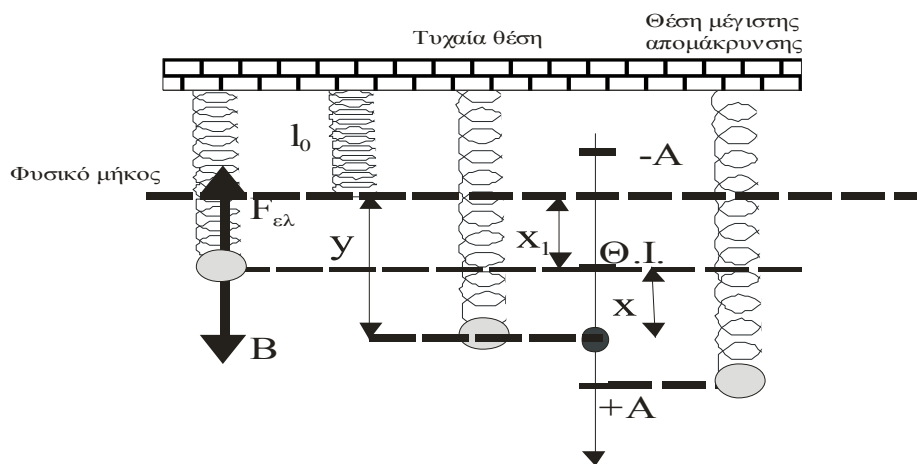 Τυχαία θέση
Θέση μέγιστης
απομάκρυνσης
l₀
-A
Φυσικό μήκος
Fελ
y
x₁
Θ.Ι.
x
B
+A